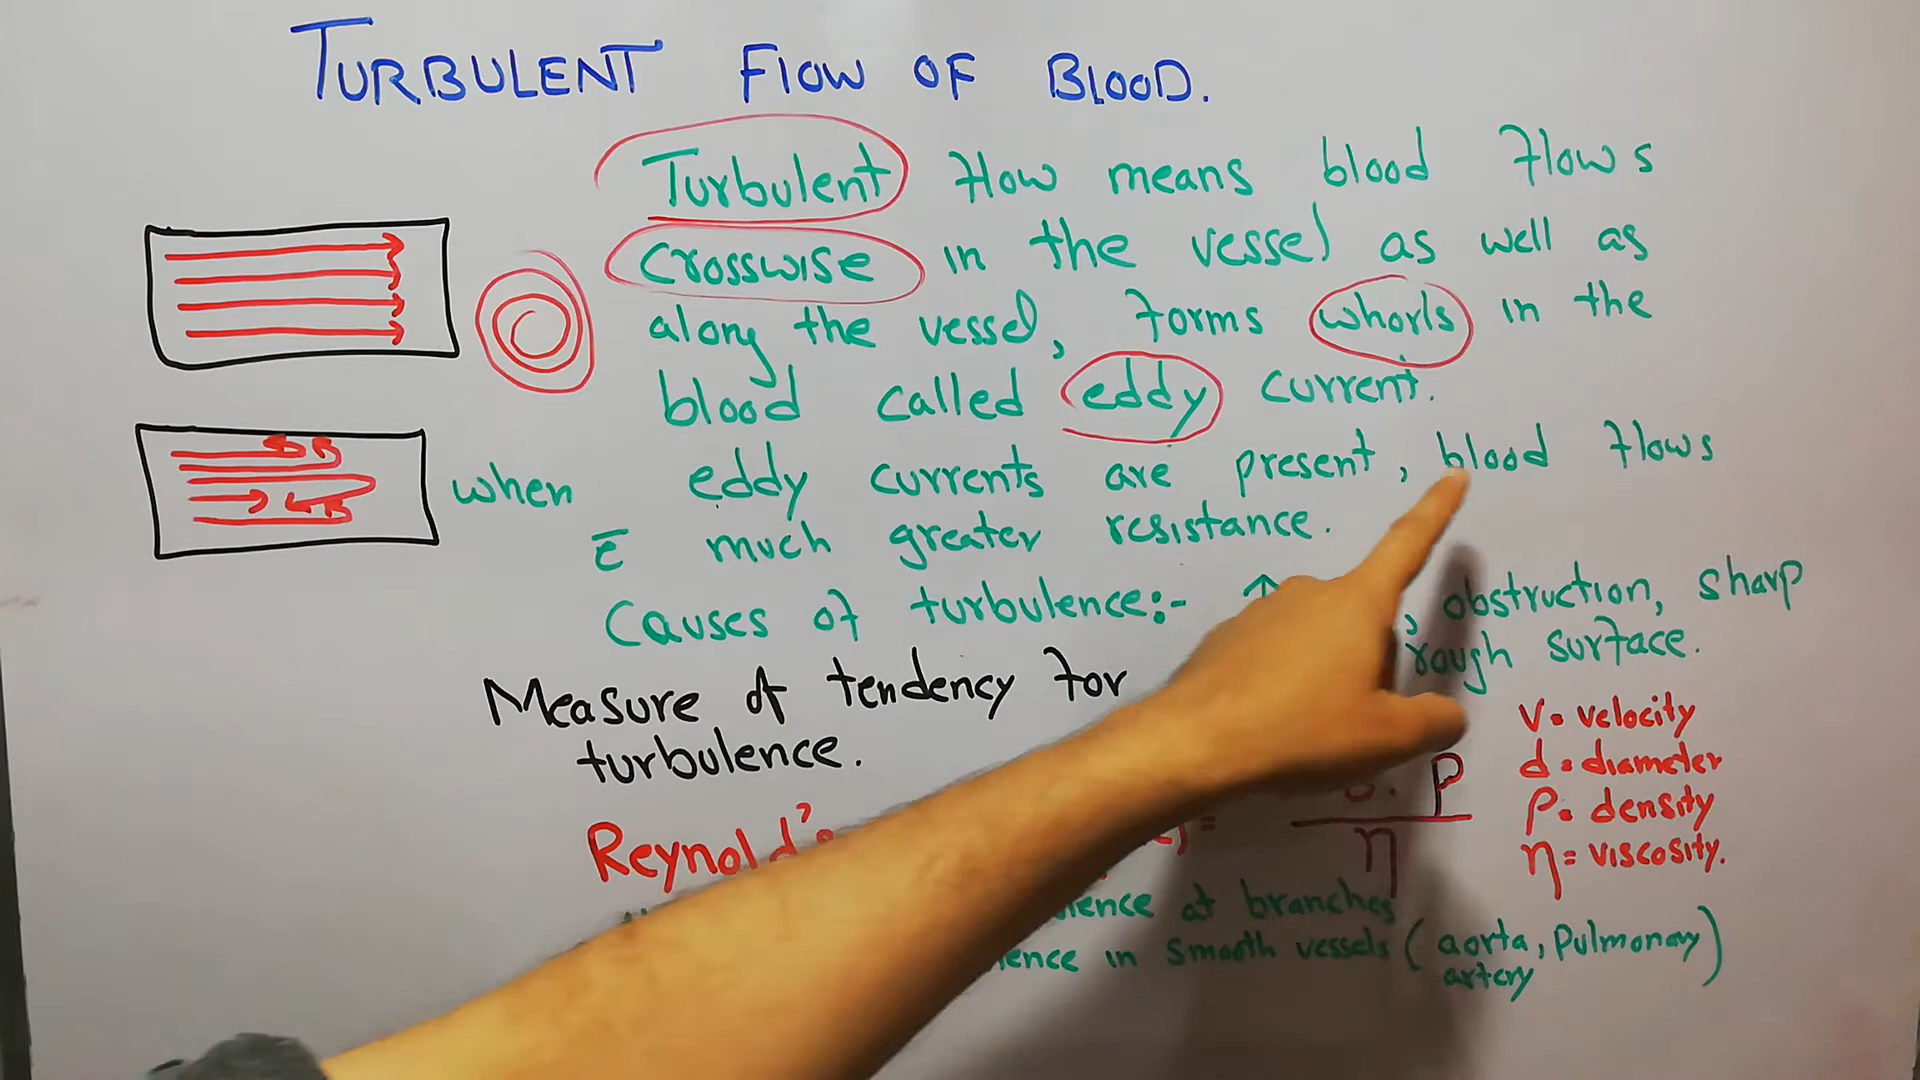 TURBULENT FlOW OF BLOOD.
Turbulent flow means blood flows
crosswise in the vessel as well as
along the vessel, forms whorls in the
blood called eddy current.
when eddy currents are present, blood flows
c̄ much greater resistance.
Causes of turbulence:- ↑ , obstruction, sharp
rough surface.
Measure of tendency for
turbulence.
Reynold's =
. ρ
η
v = velocity
d = diameter
ρ = density
η = viscosity.
at branches
in smooth vessels (aorta, pulmonary
artery)